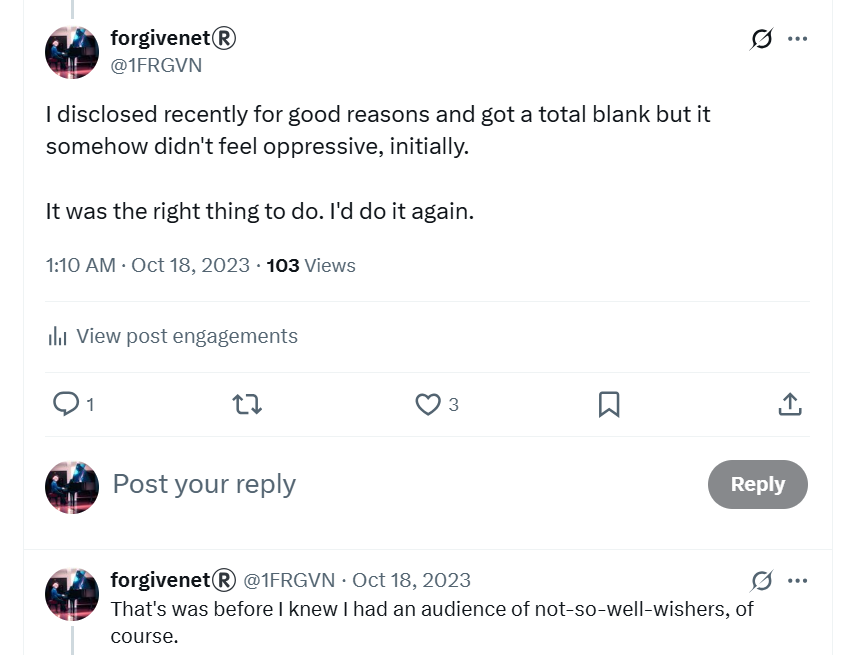 forgivenet®
@1FRGVN
I disclosed recently for good reasons and got a total blank but it
somehow didn't feel oppressive, initially.
It was the right thing to do. I'd do it again.
1:10 AM · Oct 18, 2023 · 103 Views
View post engagements
1 3
Post your reply Reply
forgivenet® @1FRGVN · Oct 18, 2023
That's was before I knew I had an audience of not-so-well-wishers, of
course.